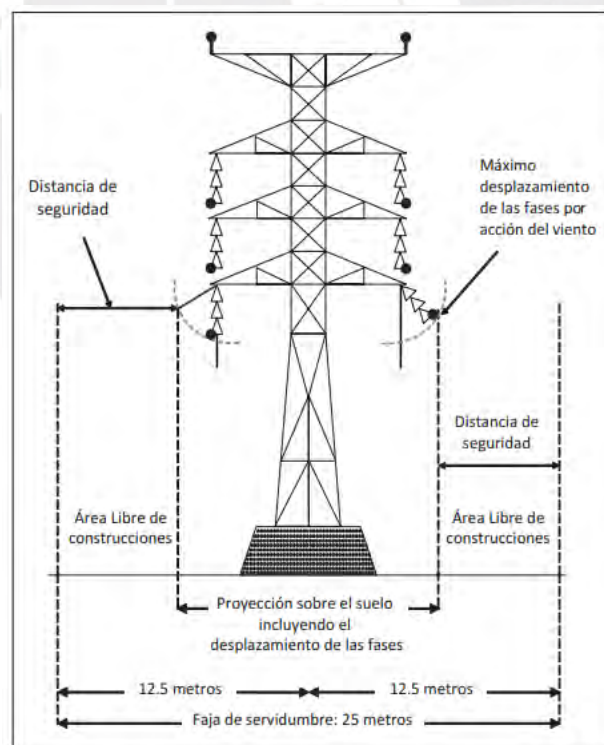 Distancia de
seguridad
Máximo
desplazamiento
de las fases por
acción del viento
Distancia de
seguridad
Área Libre de
construcciones
Área Libre de
construcciones
Proyección sobre el suelo
incluyendo el
desplazamiento de las fases
12.5 metros
12.5 metros
Faja de servidumbre: 25 metros